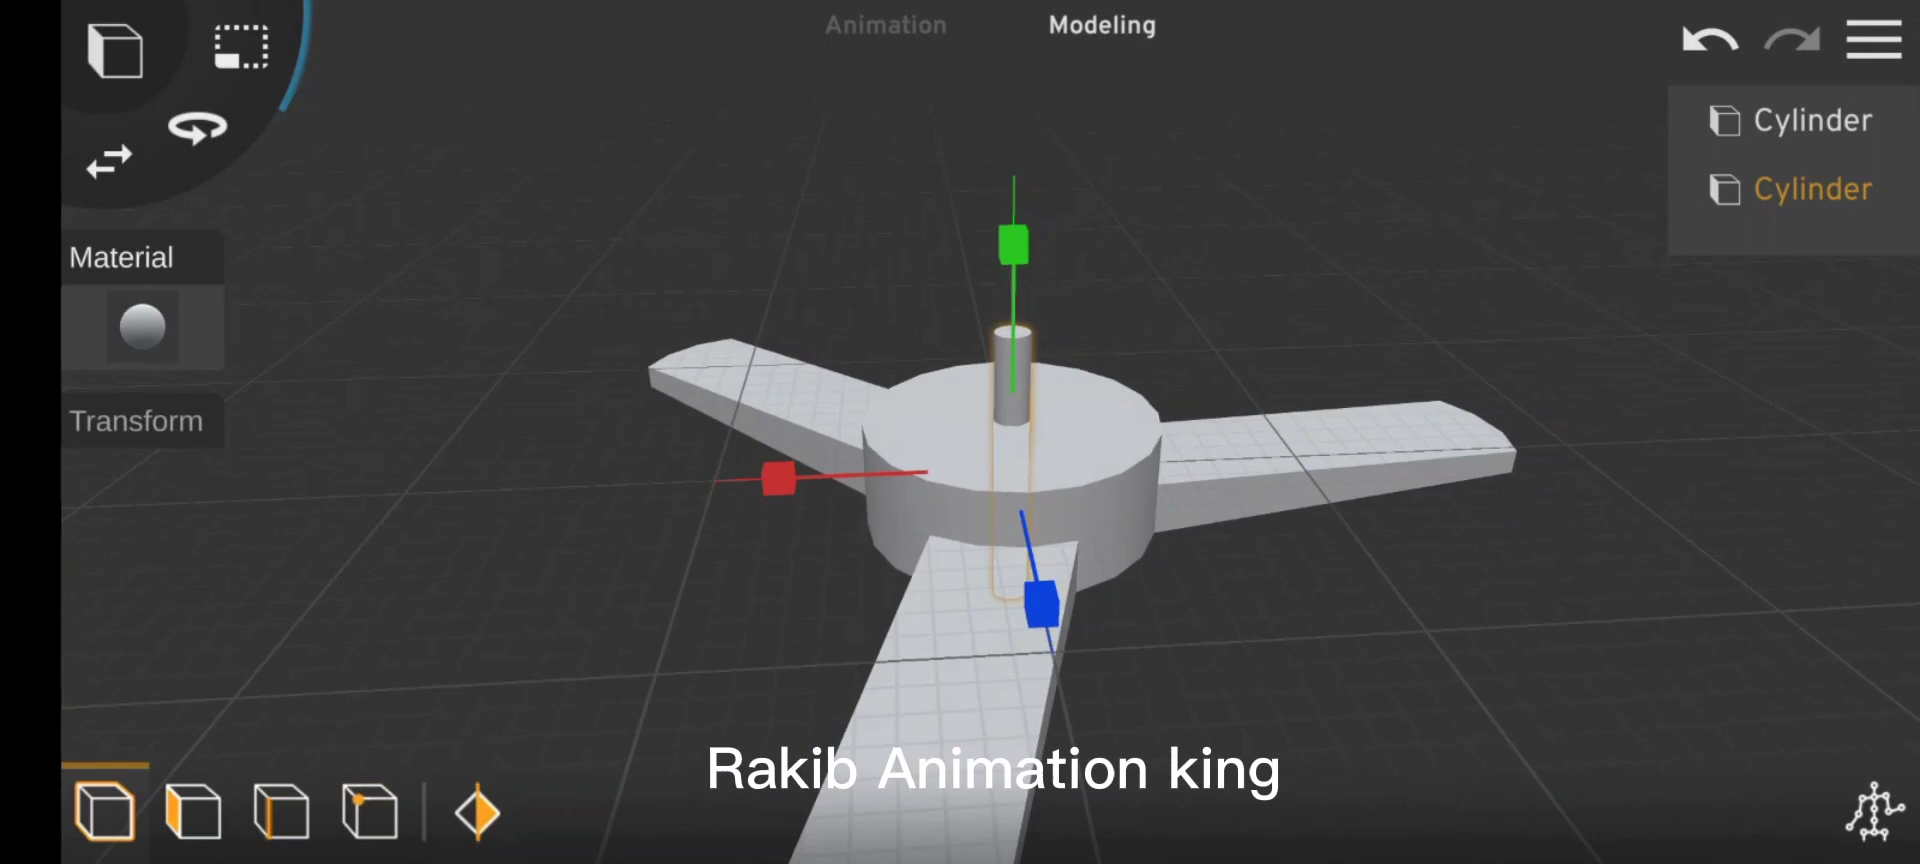 Animation Modeling
Cylinder
Cylinder
Material
Transform
Rakib Animation king